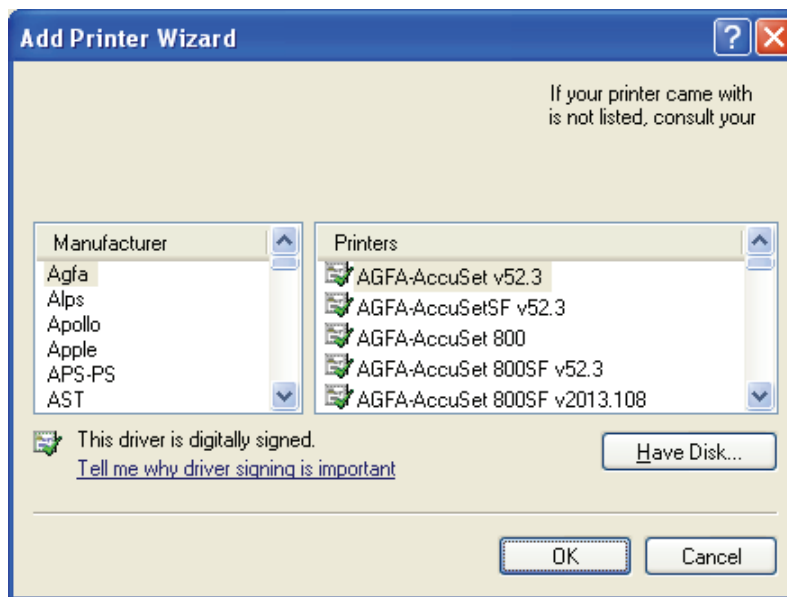 Add Printer Wizard
If your printer came with
is not listed, consult your
Manufacturer
Agfa
Alps
Apollo
Apple
APS-PS
AST
Printers
AGFA-AccuSet v52.3
AGFA-AccuSetSF v52.3
AGFA-AccuSet 800
AGFA-AccuSet 800SF v52.3
AGFA-AccuSet 800SF v2013.108
This driver is digitally signed.
Tell me why driver signing is important
Have Disk...
OK
Cancel